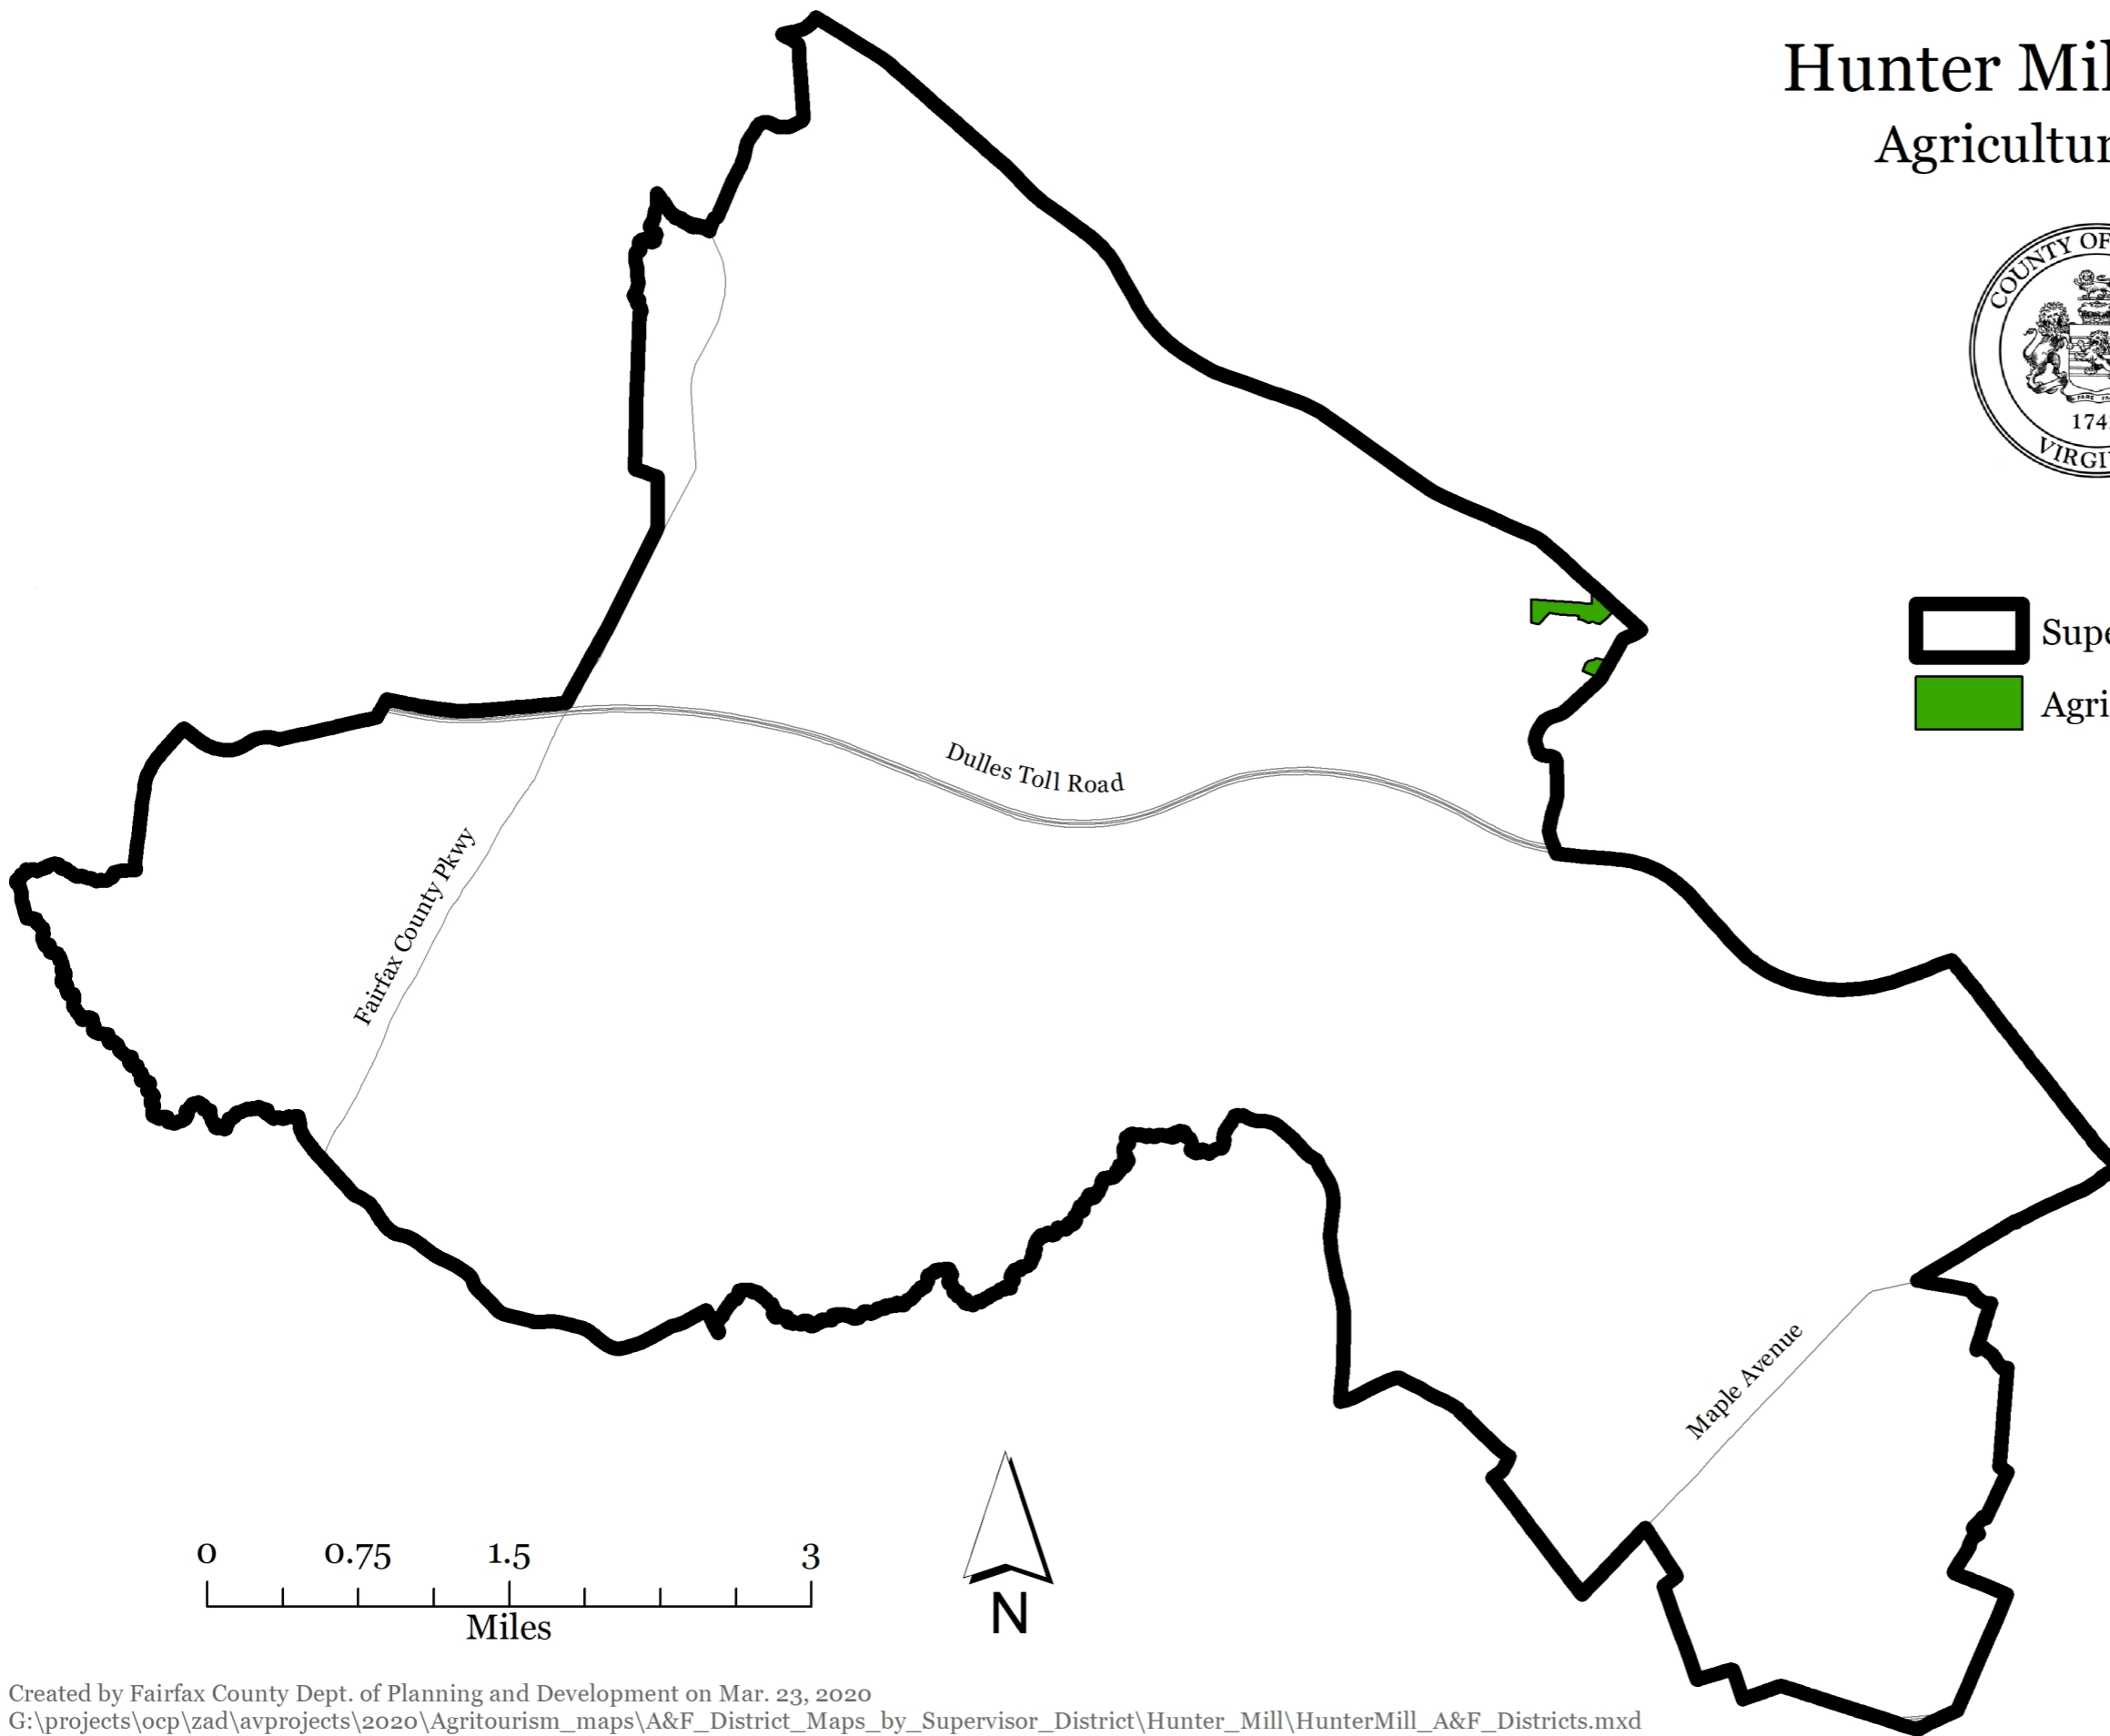 Hunter Mil
Agricultur
COUNTY OF
174
VIRGI
Supe
Agri
Dulles Toll Road
Fairfax County Pkwy
Maple Avenue
0 0.75 1.5 3
Miles
N
Created by Fairfax County Dept. of Planning and Development on Mar. 23, 2020
G:\projects\ocp\zad\avprojects\2020\Agritourism_maps\A&F_District_Maps_by_Supervisor_District\Hunter_Mill\HunterMill_A&F_Districts.mxd